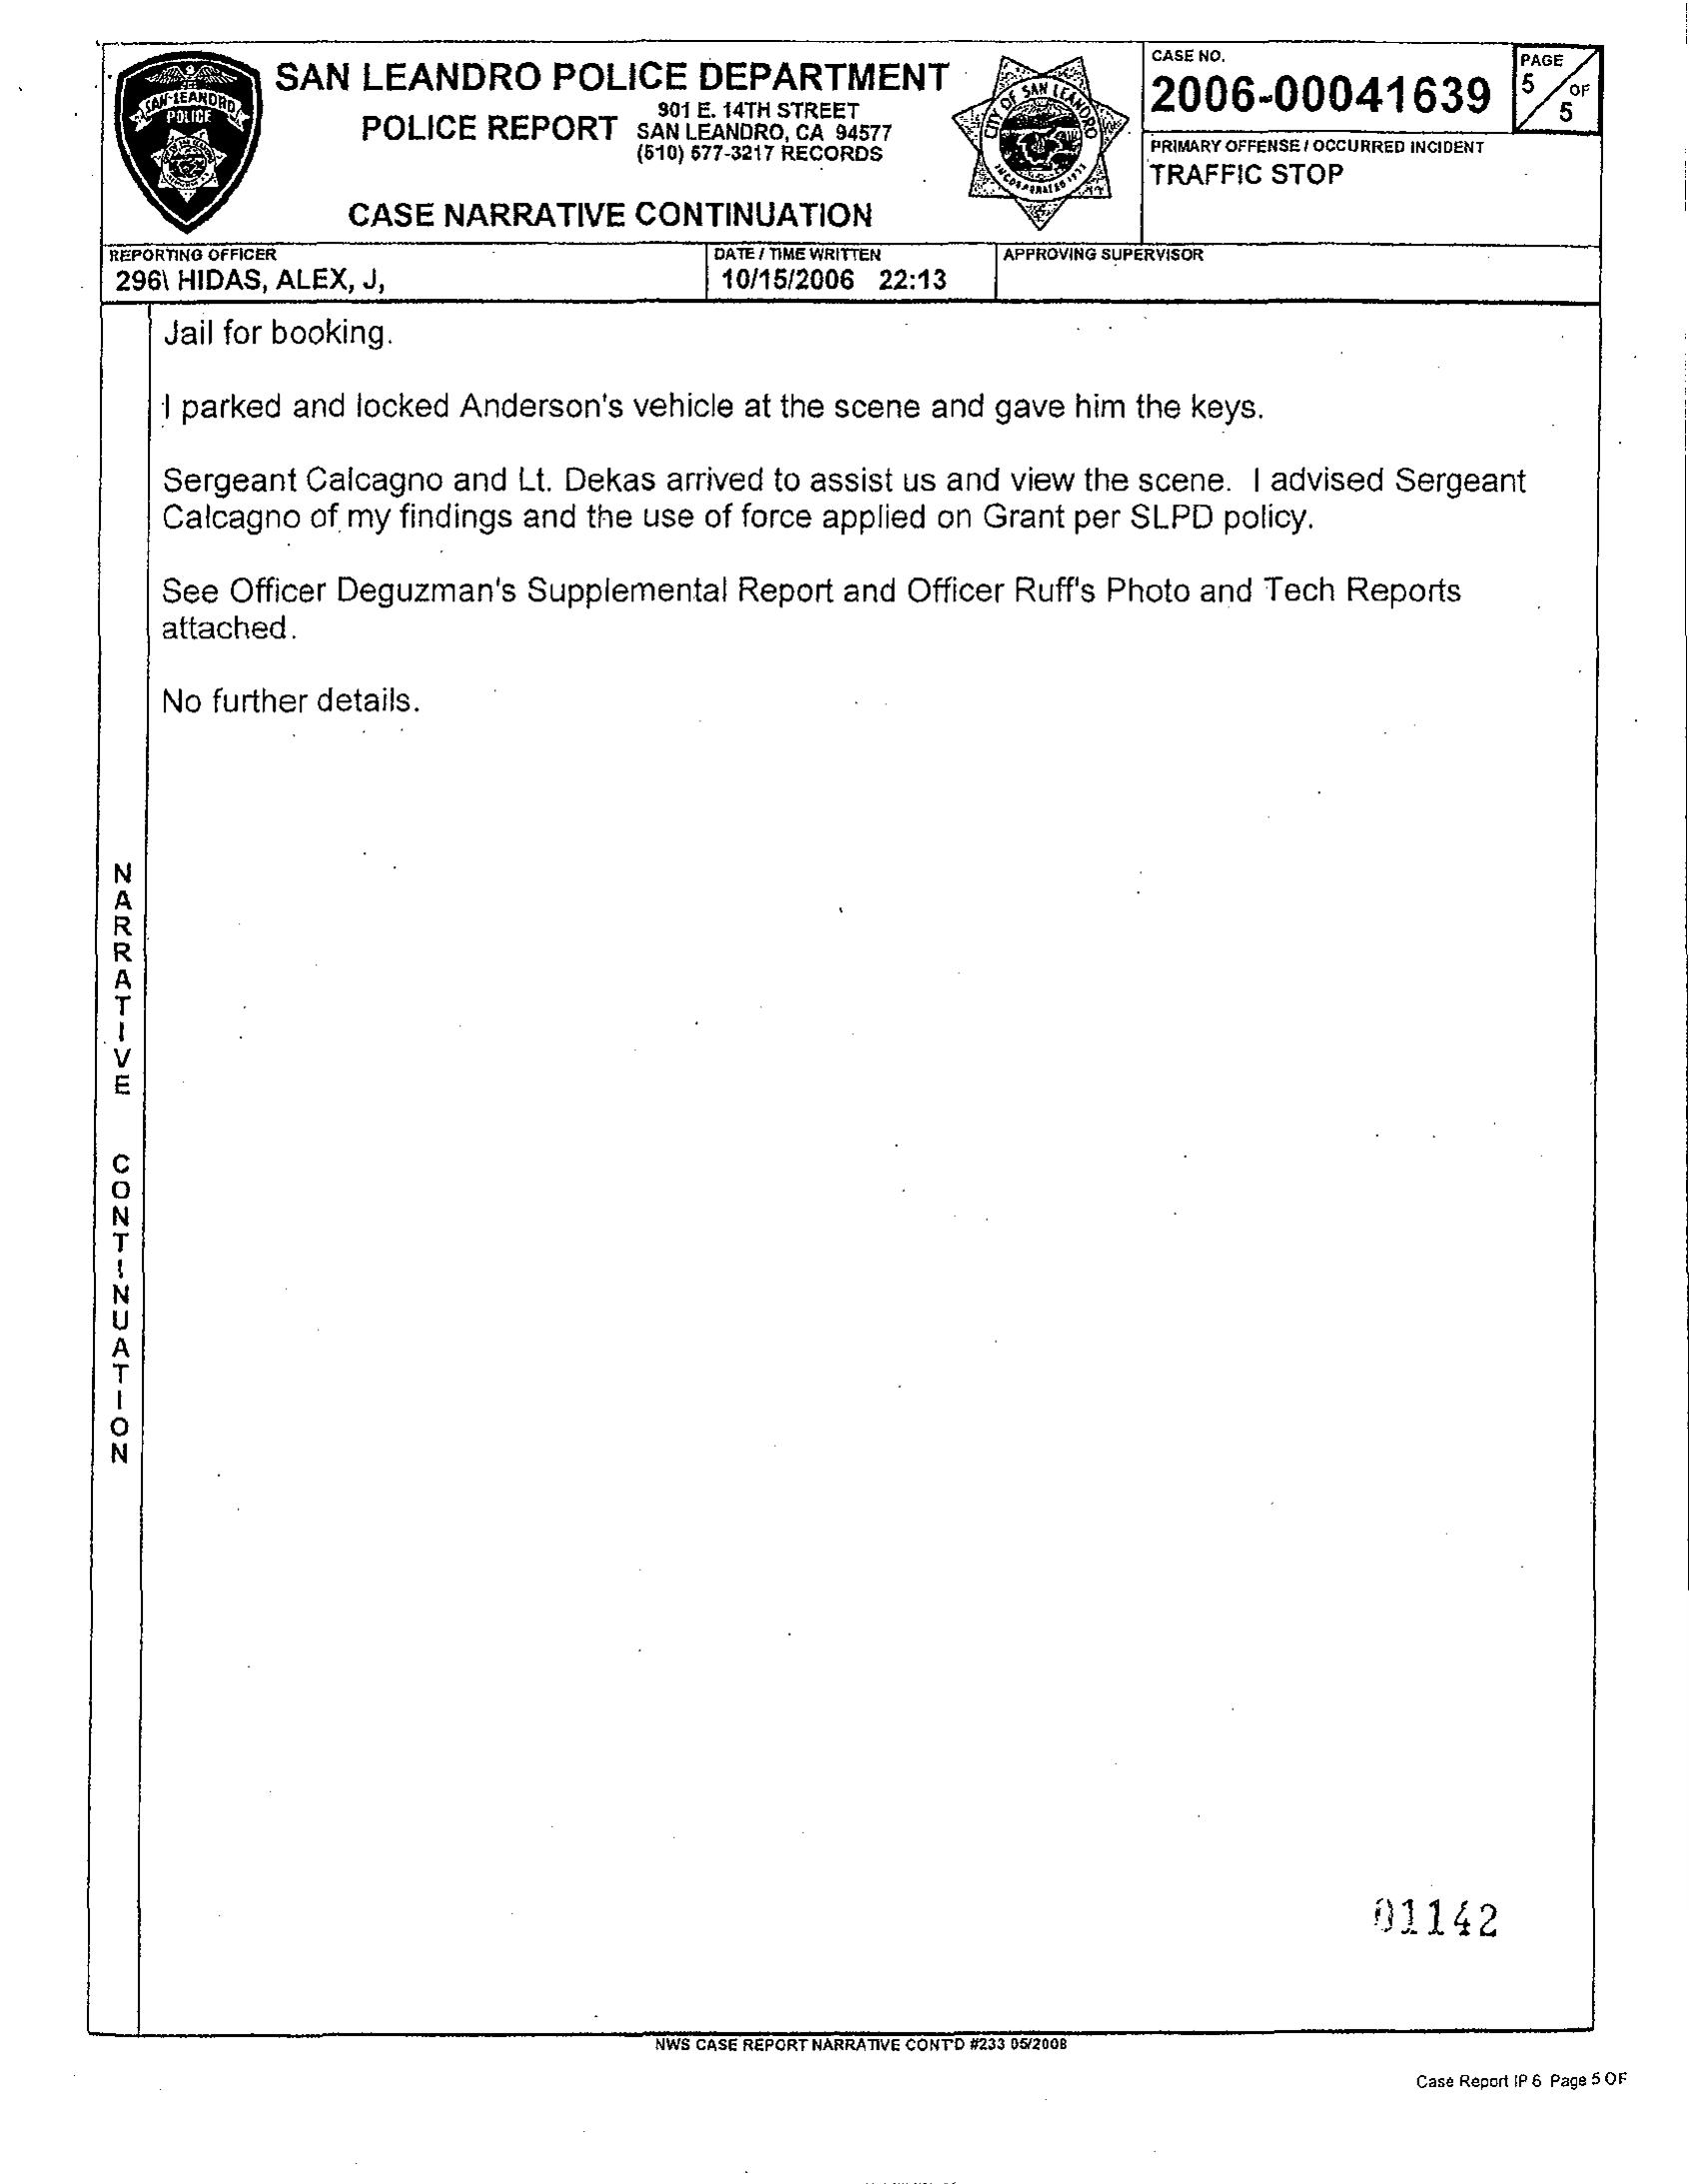 SAN LEANDRO POLICE DEPARTMENT
901 E. 14TH STREET
POLICE REPORT SAN LEANDRO, CA 94577
(510) 577-3217 RECORDS
CASE NARRATIVE CONTINUATION
SAN-LEANDRO
POLICE
CITY OF SAN LEANDRO
INCORPORATED
CASE NO.
2006-00041639
PAGE
5 OF
5
PRIMARY OFFENSE / OCCURRED INCIDENT
TRAFFIC STOP
REPORTING OFFICER
296\ HIDAS, ALEX, J,
DATE / TIME WRITTEN
10/15/2006 22:13
APPROVING SUPERVISOR
Jail for booking.
I parked and locked Anderson's vehicle at the scene and gave him the keys.
Sergeant Calcagno and Lt. Dekas arrived to assist us and view the scene. I advised Sergeant
Calcagno of my findings and the use of force applied on Grant per SLPD policy.
See Officer Deguzman's Supplemental Report and Officer Ruff's Photo and Tech Reports
attached.
No further details.
NARRATIVE CONTINUATION
01142
NWS CASE REPORT NARRATIVE CONT'D #233 05/2008
Case Report IP 6 Page 5 OF